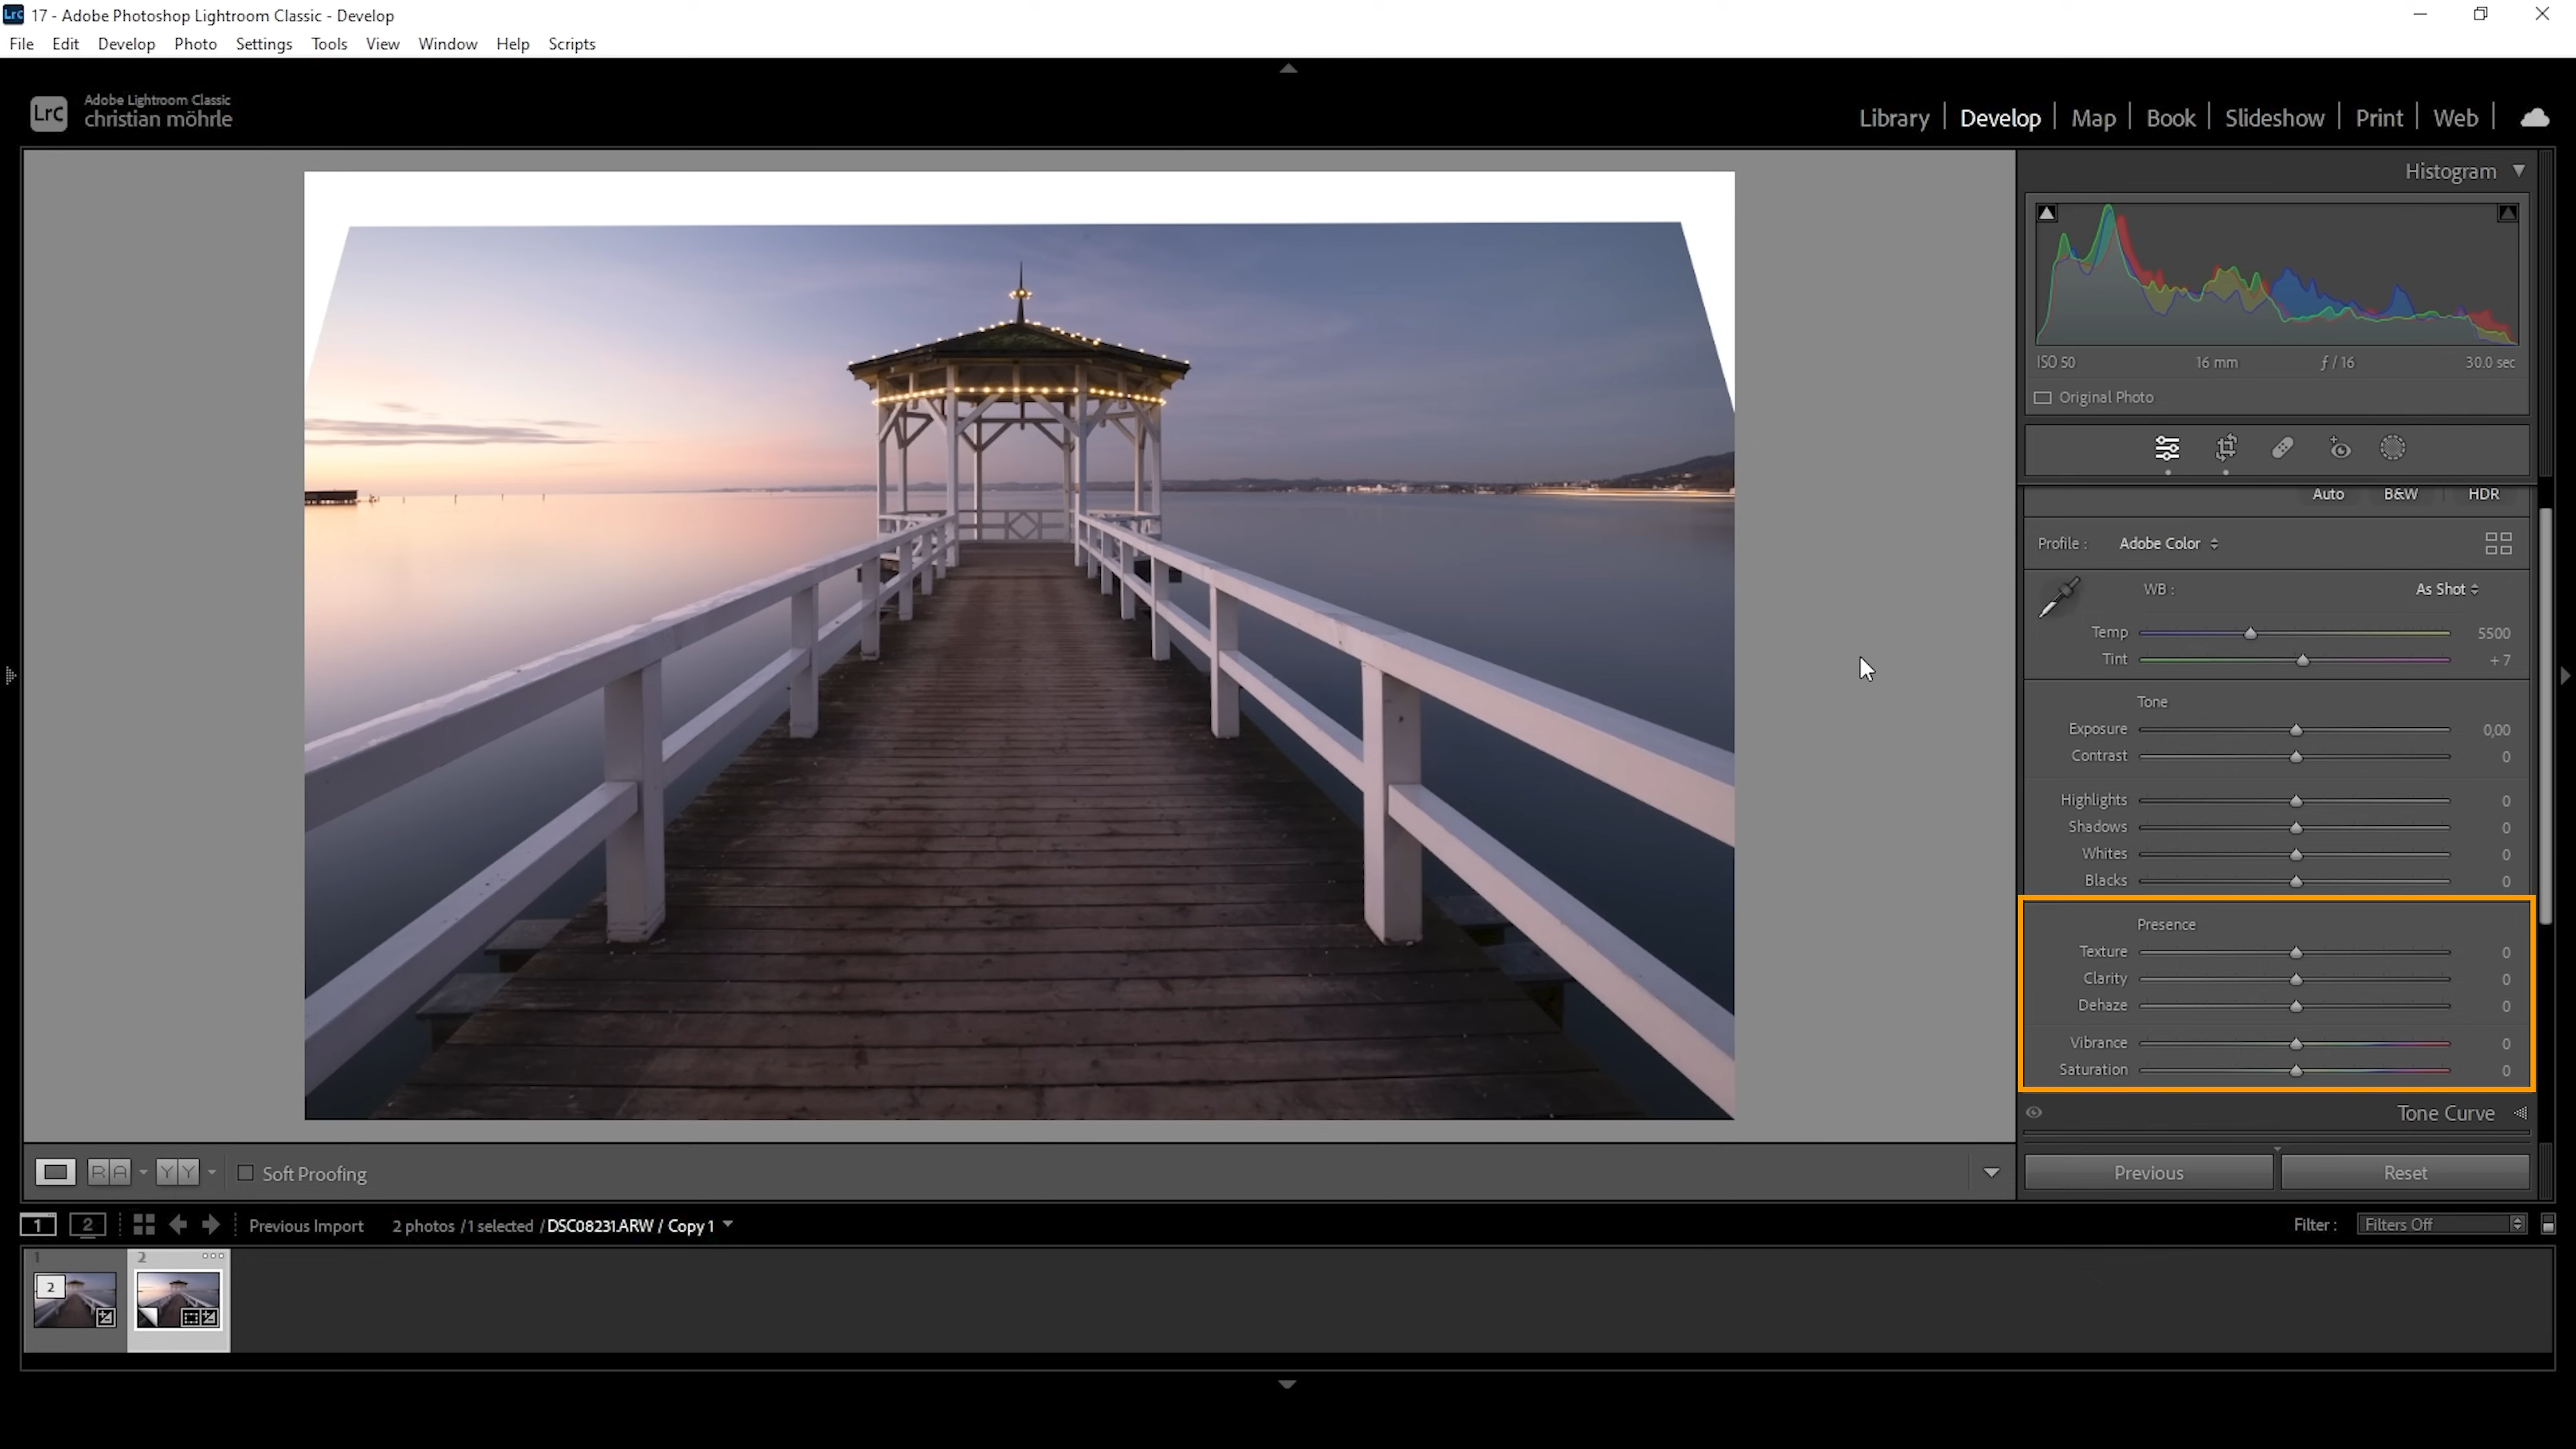 Lrc 17 - Adobe Photoshop Lightroom Classic - Develop
File Edit Develop Photo Settings Tools View Window Help Scripts
Lrc Adobe Lightroom Classic
christian möhrle
Library | Develop | Map | Book | Slideshow | Print | Web |
Histogram
ISO 50 16 mm ƒ / 16 30.0 sec
Original Photo
Auto B&W HDR
Profile : Adobe Color
WB : As Shot
Temp 5500
Tint + 7
Tone
Exposure 0,00
Contrast 0
Highlights 0
Shadows 0
Whites 0
Blacks 0
Presence
Texture 0
Clarity 0
Dehaze 0
Vibrance 0
Saturation 0
Tone Curve
R A Y Y Soft Proofing
Previous Reset
1 2 Previous Import 2 photos / 1 selected / DSC08231.ARW / Copy 1
Filter : Filters Off
1 2
2